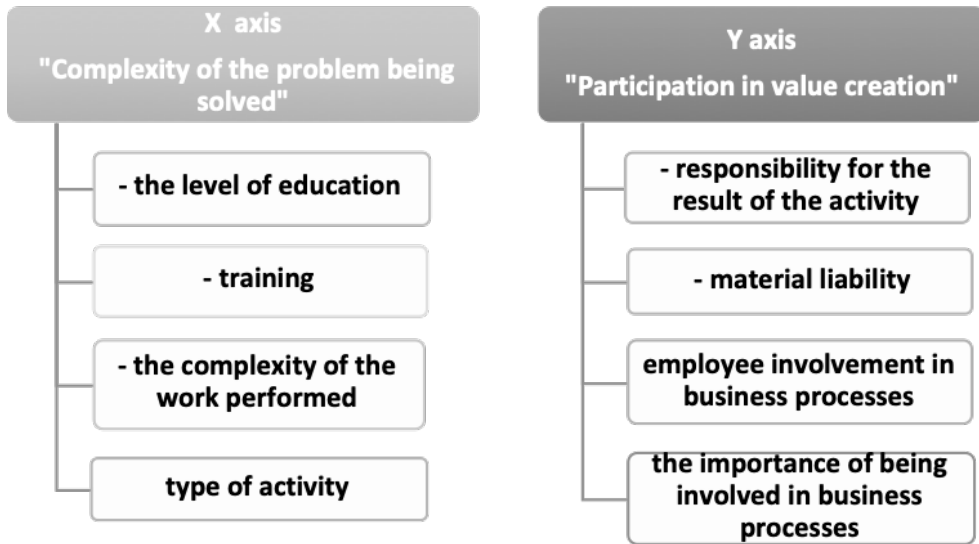 X axis
"Complexity of the problem being
solved"
- the level of education
- training
- the complexity of the
work performed
type of activity
Y axis
"Participation in value creation"
- responsibility for the
result of the activity
- material liability
employee involvement in
business processes
the importance of being
involved in business
processes